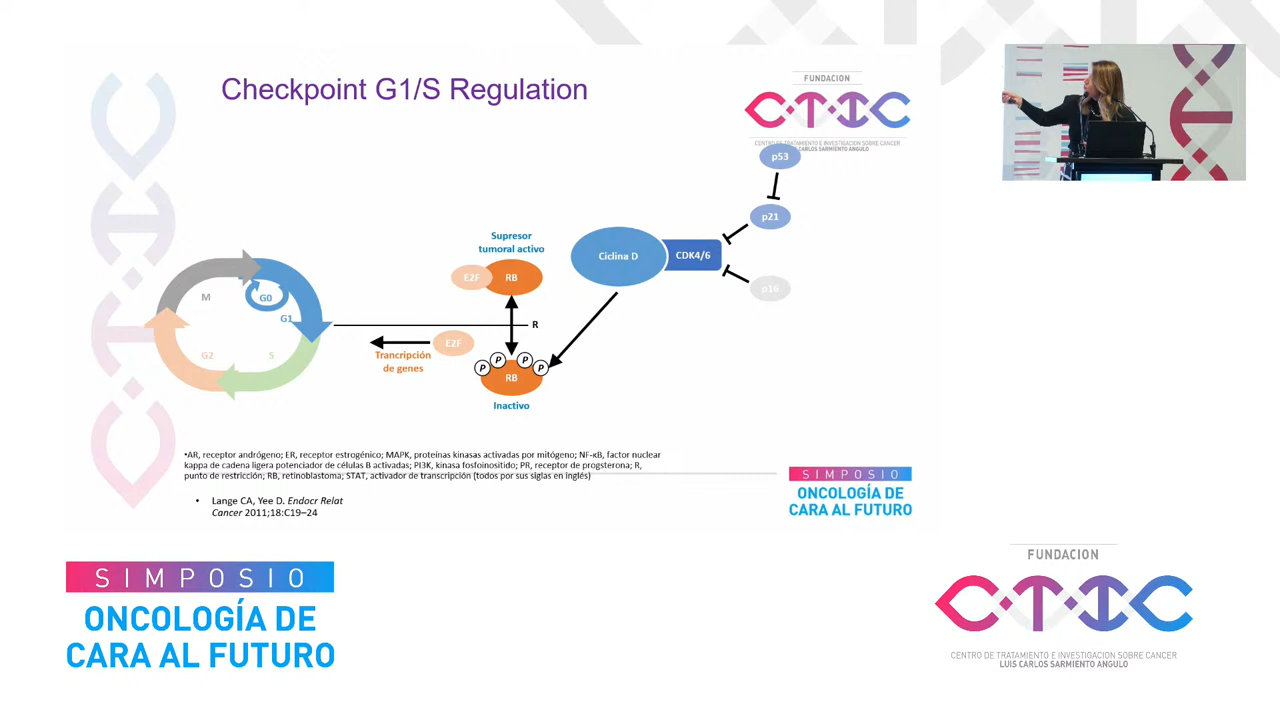 Checkpoint G1/S Regulation
FUNDACION
CTIC
CENTRO DE TRATAMIENTO E INVESTIGACION SOBRE CANCER
LUIS CARLOS SARMIENTO ANGULO
p53
p21
p16
Ciclina D
CDK4/6
Supresor
tumoral activo
E2F
RB
R
E2F
Trancripción
de genes
P
P
P
P
RB
Inactivo
M
G0
G1
G2
S
•AR, receptor andrógeno; ER, receptor estrogénico; MAPK, proteínas kinasas activadas por mitógeno; NF-κB, factor nuclear
kappa de cadena ligera potenciador de células B activadas; PI3K, kinasa fosfoinositido; PR, receptor de progsterona; R,
punto de restricción; RB, retinoblastoma; STAT, activador de transcripción (todos por sus siglas en inglés)
• Lange CA, Yee D. Endocr Relat
Cancer 2011;18:C19–24
SIMPOSIO
ONCOLOGÍA DE
CARA AL FUTURO
SIMPOSIO
ONCOLOGÍA DE
CARA AL FUTURO
FUNDACION
CTIC
CENTRO DE TRATAMIENTO E INVESTIGACION SOBRE CANCER
LUIS CARLOS SARMIENTO ANGULO